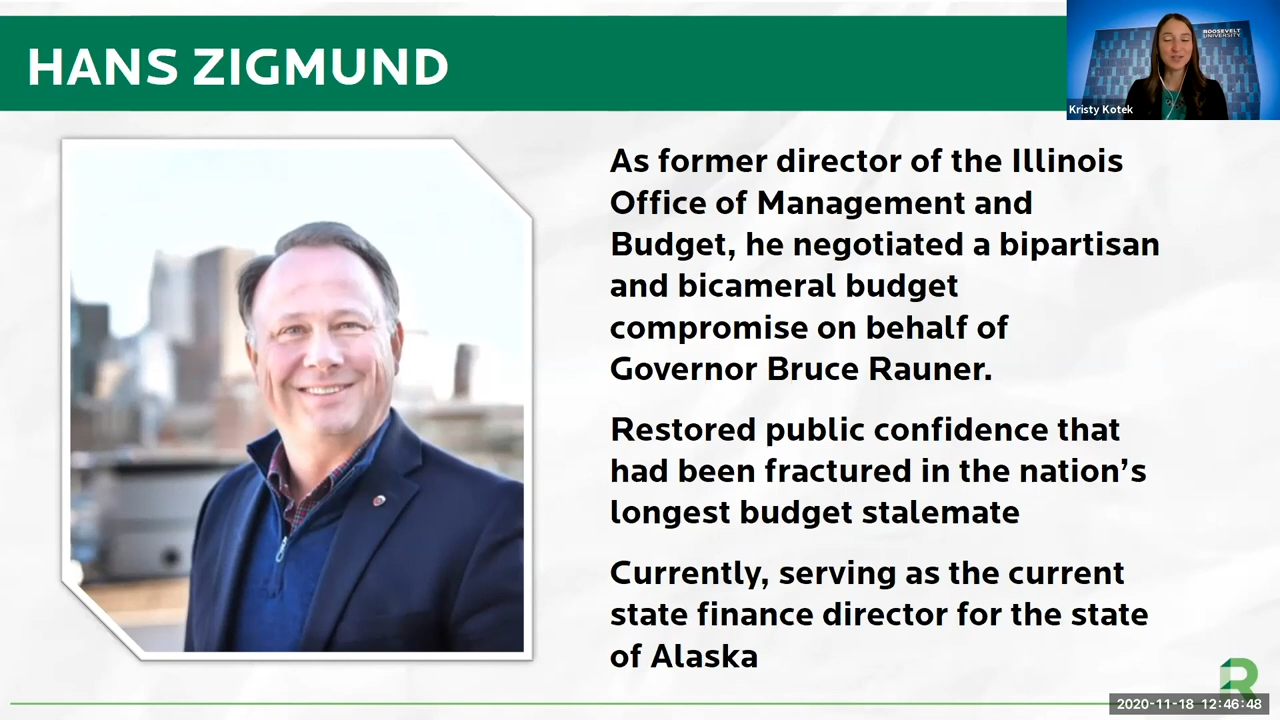 HANS ZIGMUND
ROOSEVELT
UNIVERSITY
Kristy Kotek
As former director of the Illinois
Office of Management and
Budget, he negotiated a bipartisan
and bicameral budget
compromise on behalf of
Governor Bruce Rauner.
Restored public confidence that
had been fractured in the nation’s
longest budget stalemate
Currently, serving as the current
state finance director for the state
of Alaska
R
2020-11-18 12:46:48